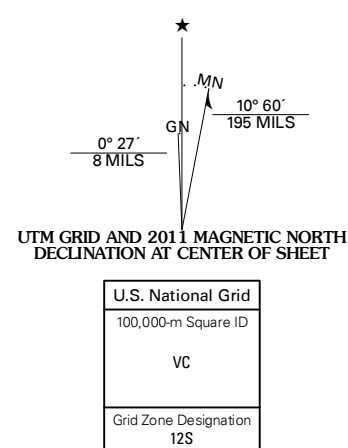 ★
MN
10° 60´
195 MILS
GN
0° 27´
8 MILS
UTM GRID AND 2011 MAGNETIC NORTH
DECLINATION AT CENTER OF SHEET
U.S. National Grid
100,000-m Square ID
VC
Grid Zone Designation
12S